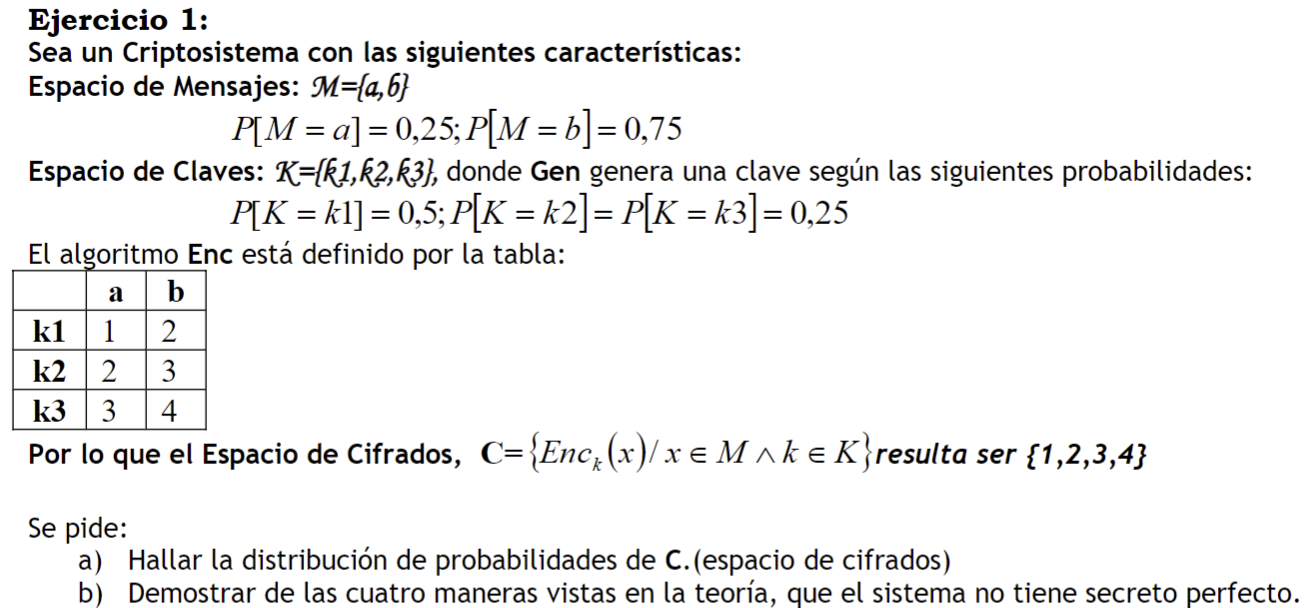 Ejercicio 1:
Sea un Criptosistema con las siguientes características:
Espacio de Mensajes: M={a,b}
P[M = a] = 0,25; P[M = b] = 0,75
Espacio de Claves: K={k1,k2,k3}, donde Gen genera una clave según las siguientes probabilidades:
P[K = k1] = 0,5; P[K = k2] = P[K = k3] = 0,25
El algoritmo Enc está definido por la tabla:
a b
k1 1 2
k2 2 3
k3 3 4
Por lo que el Espacio de Cifrados, C={Enc_k(x)/ x ∈ M ∧ k ∈ K} resulta ser {1,2,3,4}
Se pide:
a) Hallar la distribución de probabilidades de C.(espacio de cifrados)
b) Demostrar de las cuatro maneras vistas en la teoría, que el sistema no tiene secreto perfecto.